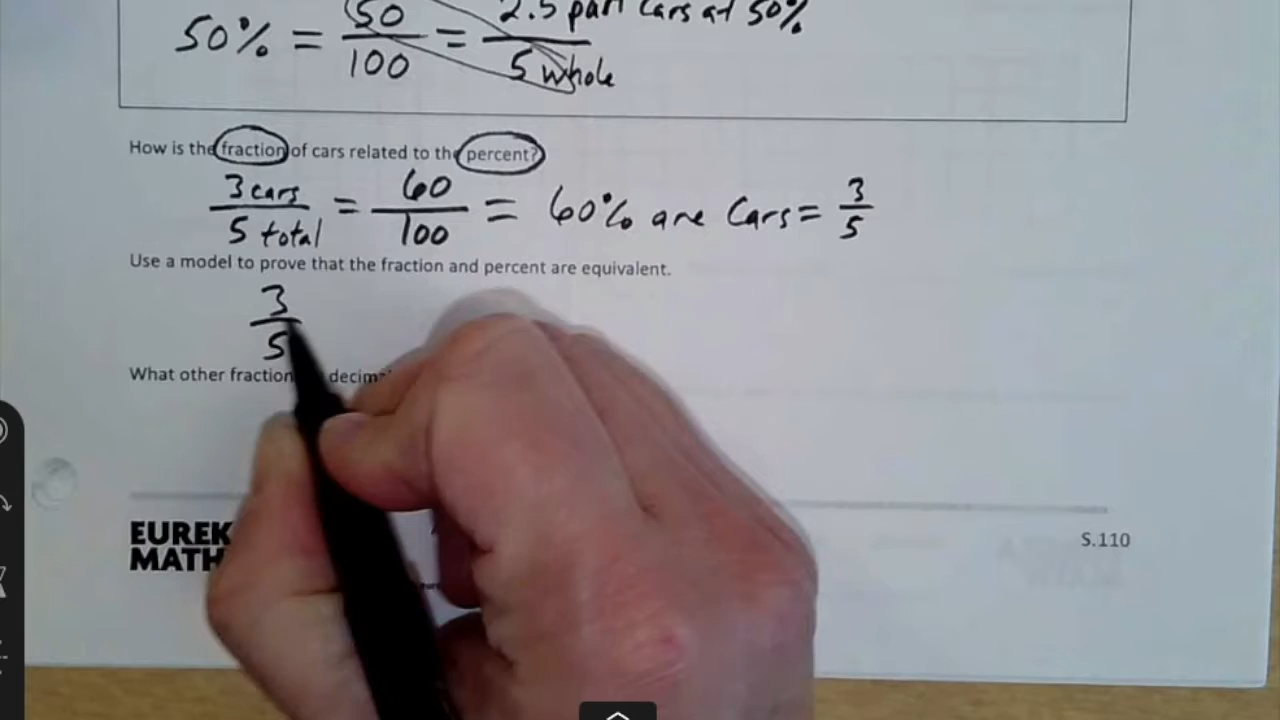 50% = 50/100 = 2.5 part cars at 50% / 5 whole
How is the fraction of cars related to the percent?
3 cars / 5 total = 60/100 = 60% are cars = 3/5
Use a model to prove that the fraction and percent are equivalent.
3/5
What other fraction decim
EUREK
MATH
S.110